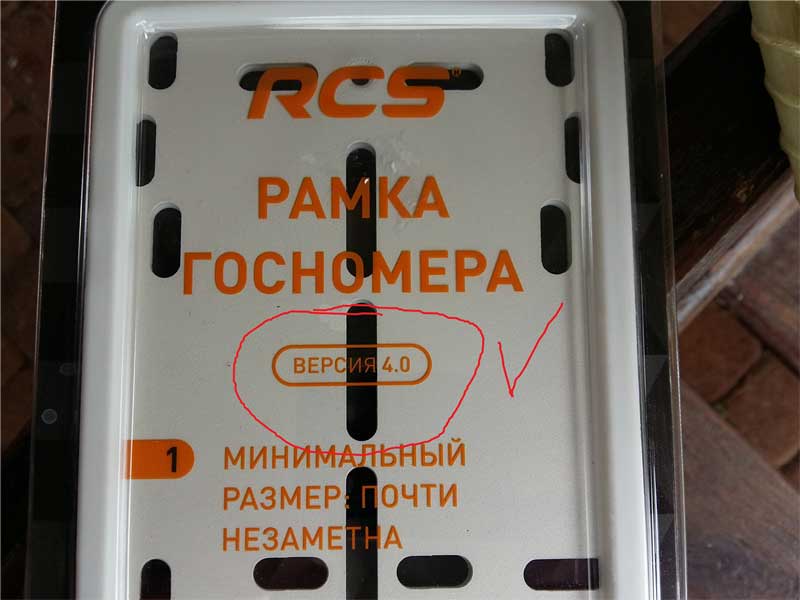 RCS®
РАМКА
ГОСНОМЕРА
ВЕРСИЯ 4.0
1 МИНИМАЛЬНЫЙ
РАЗМЕР: ПОЧТИ
НЕЗАМЕТНА